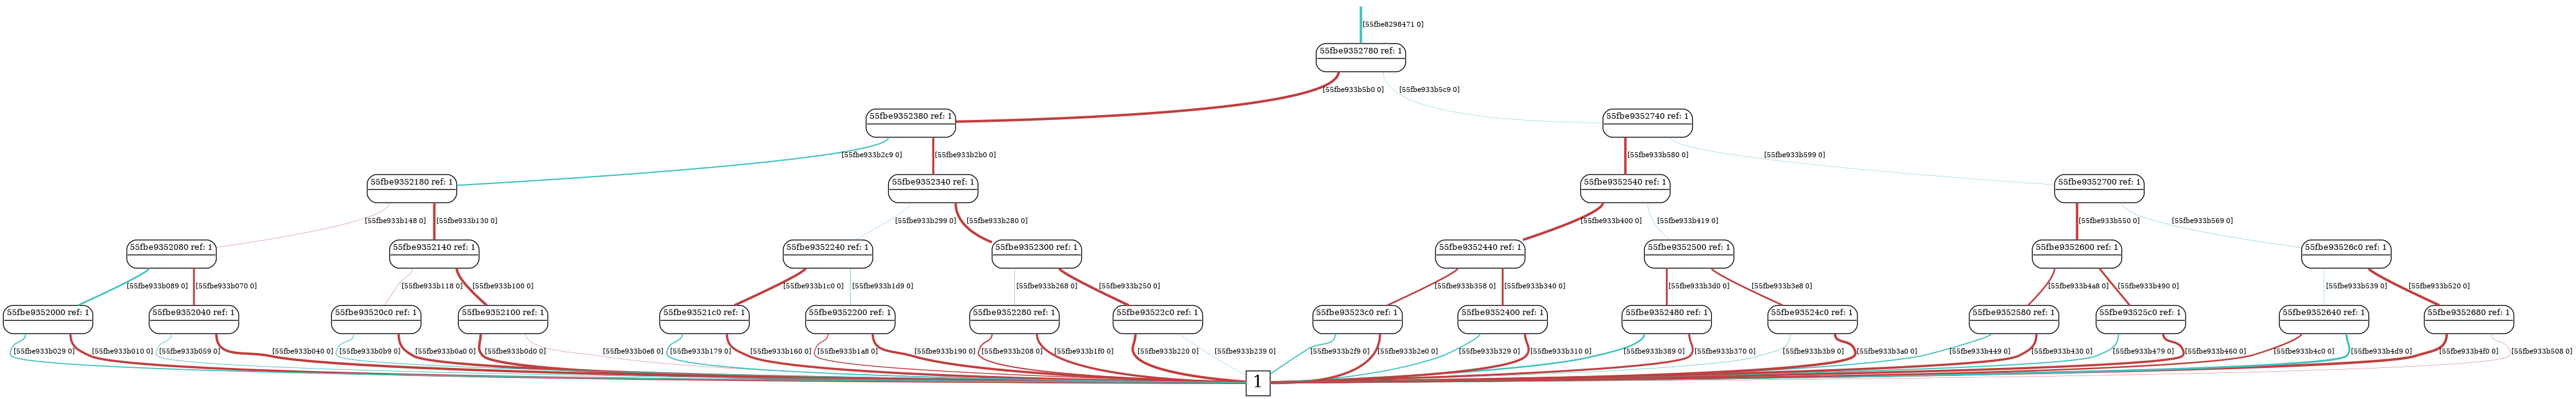 [55fbe8298471 0]
55fbe9352780 ref: 1
[55fbe933b5b0 0] [55fbe933b5c9 0]
55fbe9352380 ref: 1 55fbe9352740 ref: 1
[55fbe933b2c9 0] [55fbe933b2b0 0] [55fbe933b580 0] [55fbe933b599 0]
55fbe9352180 ref: 1 55fbe9352340 ref: 1 55fbe9352540 ref: 1 55fbe9352700 ref: 1
[55fbe933b148 0] [55fbe933b130 0] [55fbe933b299 0] [55fbe933b280 0] [55fbe933b400 0] [55fbe933b419 0] [55fbe933b550 0] [55fbe933b569 0]
55fbe9352080 ref: 1 55fbe9352140 ref: 1 55fbe9352240 ref: 1 55fbe9352300 ref: 1 55fbe9352440 ref: 1 55fbe9352500 ref: 1 55fbe9352600 ref: 1 55fbe93526c0 ref: 1
[55fbe933b089 0] [55fbe933b070 0] [55fbe933b118 0] [55fbe933b100 0] [55fbe933b1c0 0] [55fbe933b1d9 0] [55fbe933b268 0] [55fbe933b250 0] [55fbe933b358 0] [55fbe933b340 0] [55fbe933b3d0 0] [55fbe933b3e8 0] [55fbe933b4a8 0] [55fbe933b490 0] [55fbe933b539 0] [55fbe933b520 0]
55fbe9352000 ref: 1 55fbe9352040 ref: 1 55fbe93520c0 ref: 1 55fbe9352100 ref: 1 55fbe93521c0 ref: 1 55fbe9352200 ref: 1 55fbe9352280 ref: 1 55fbe93522c0 ref: 1 55fbe93523c0 ref: 1 55fbe9352400 ref: 1 55fbe9352480 ref: 1 55fbe93524c0 ref: 1 55fbe9352580 ref: 1 55fbe93525c0 ref: 1 55fbe9352640 ref: 1 55fbe9352680 ref: 1
[55fbe933b029 0] [55fbe933b010 0] [55fbe933b059 0] [55fbe933b040 0] [55fbe933b0b9 0] [55fbe933b0a0 0] [55fbe933b0d0 0] [55fbe933b0e8 0] [55fbe933b179 0] [55fbe933b160 0] [55fbe933b1a8 0] [55fbe933b190 0] [55fbe933b208 0] [55fbe933b1f0 0] [55fbe933b220 0] [55fbe933b239 0] [55fbe933b2f9 0] [55fbe933b2e0 0] [55fbe933b329 0] [55fbe933b310 0] [55fbe933b389 0] [55fbe933b370 0] [55fbe933b3b9 0] [55fbe933b3a0 0] [55fbe933b449 0] [55fbe933b430 0] [55fbe933b479 0] [55fbe933b460 0] [55fbe933b4c0 0] [55fbe933b4d9 0] [55fbe933b4f0 0] [55fbe933b508 0]
1